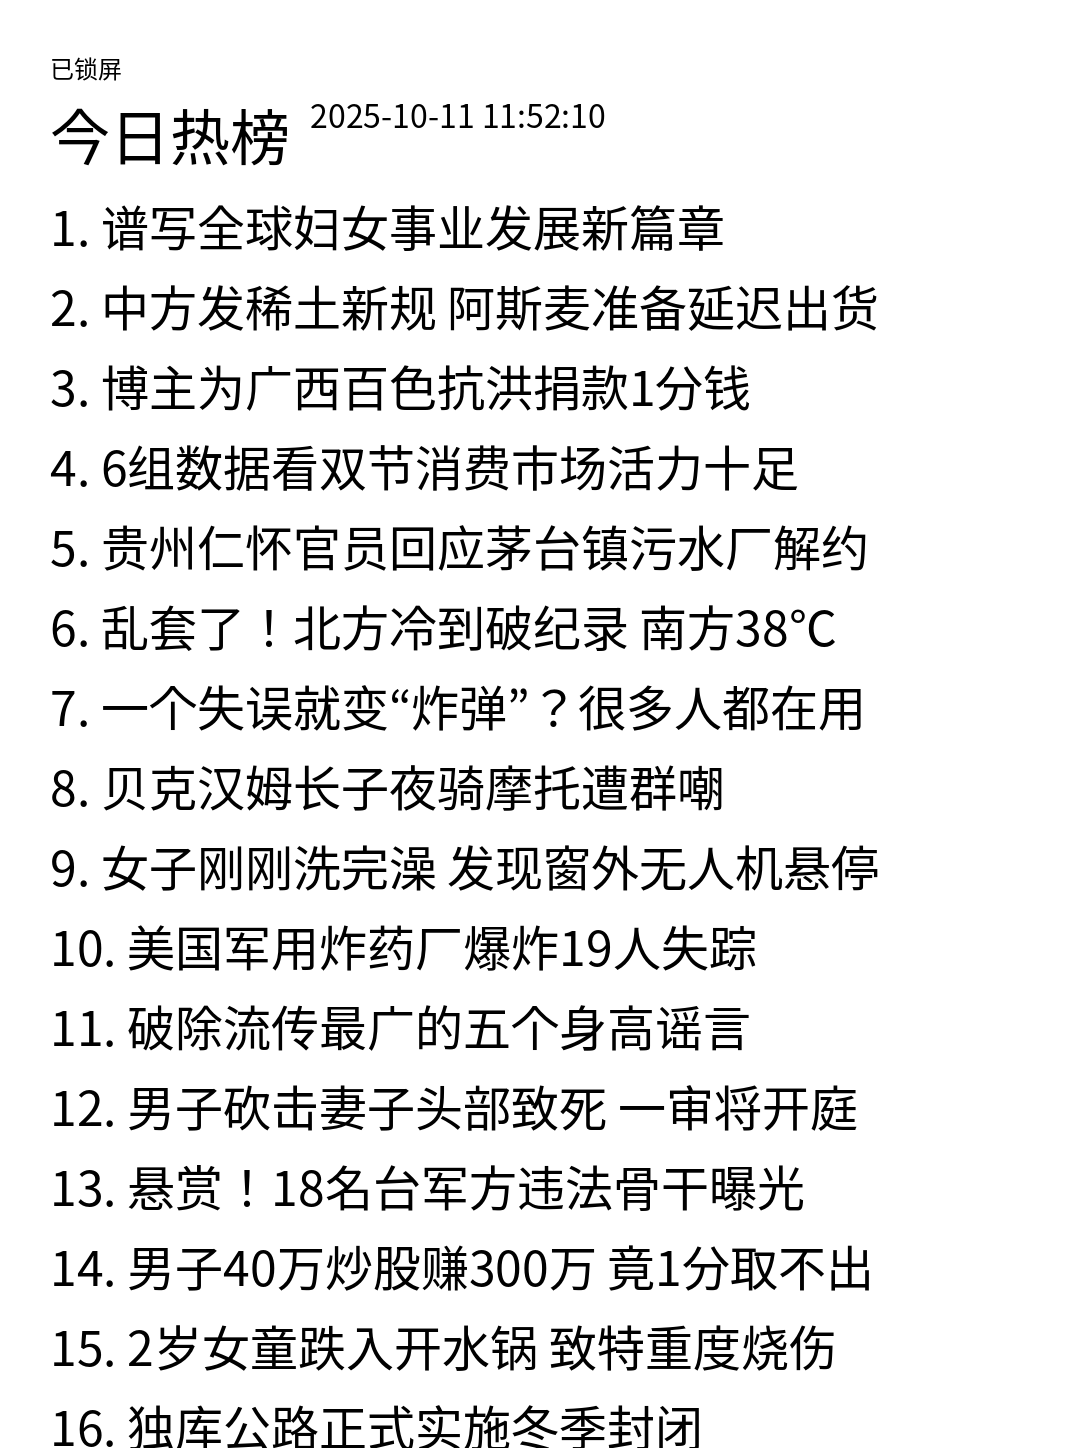 已锁屏
今日热榜 2025-10-11 11:52:10
1. 谱写全球妇女事业发展新篇章
2. 中方发稀土新规 阿斯麦准备延迟出货
3. 博主为广西百色抗洪捐款1分钱
4. 6组数据看双节消费市场活力十足
5. 贵州仁怀官员回应茅台镇污水厂解约
6. 乱套了！北方冷到破纪录 南方38℃
7. 一个失误就变“炸弹”？很多人都在用
8. 贝克汉姆长子夜骑摩托遭群嘲
9. 女子刚刚洗完澡 发现窗外无人机悬停
10. 美国军用炸药厂爆炸19人失踪
11. 破除流传最广的五个身高谣言
12. 男子砍击妻子头部致死 一审将开庭
13. 悬赏！18名台军方违法骨干曝光
14. 男子40万炒股赚300万 竟1分取不出
15. 2岁女童跌入开水锅 致特重度烧伤
16. 独库公路正式实施冬季封闭